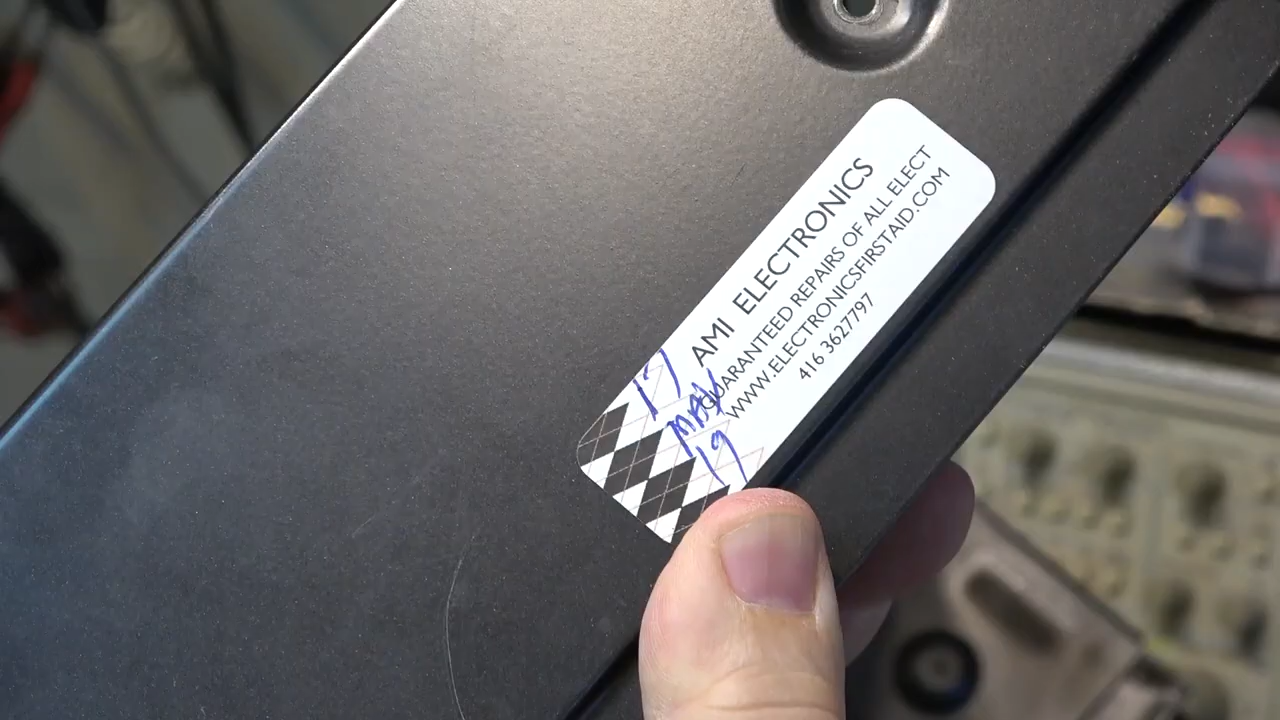 AMI ELECTRONICS
GUARANTEED REPAIRS OF ALL ELECT
WWW.ELECTRONICSFIRSTAID.COM
416 3627797
17
MAY
19